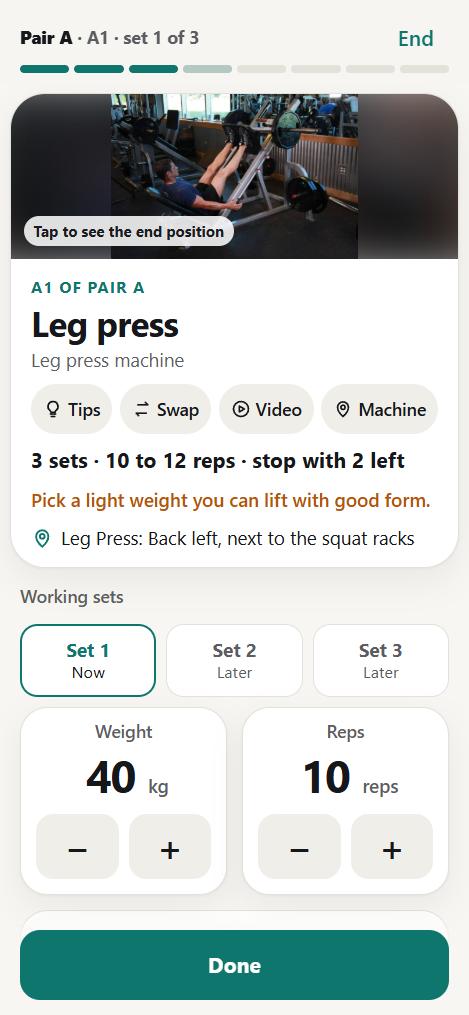 Pair A · A1 · set 1 of 3
End
Tap to see the end position
A1 OF PAIR A
Leg press
Leg press machine
Tips
Swap
Video
Machine
3 sets · 10 to 12 reps · stop with 2 left
Pick a light weight you can lift with good form.
Leg Press: Back left, next to the squat racks
Working sets
Set 1
Now
Set 2
Later
Set 3
Later
Weight
40 kg
− +
Reps
10 reps
− +
Done